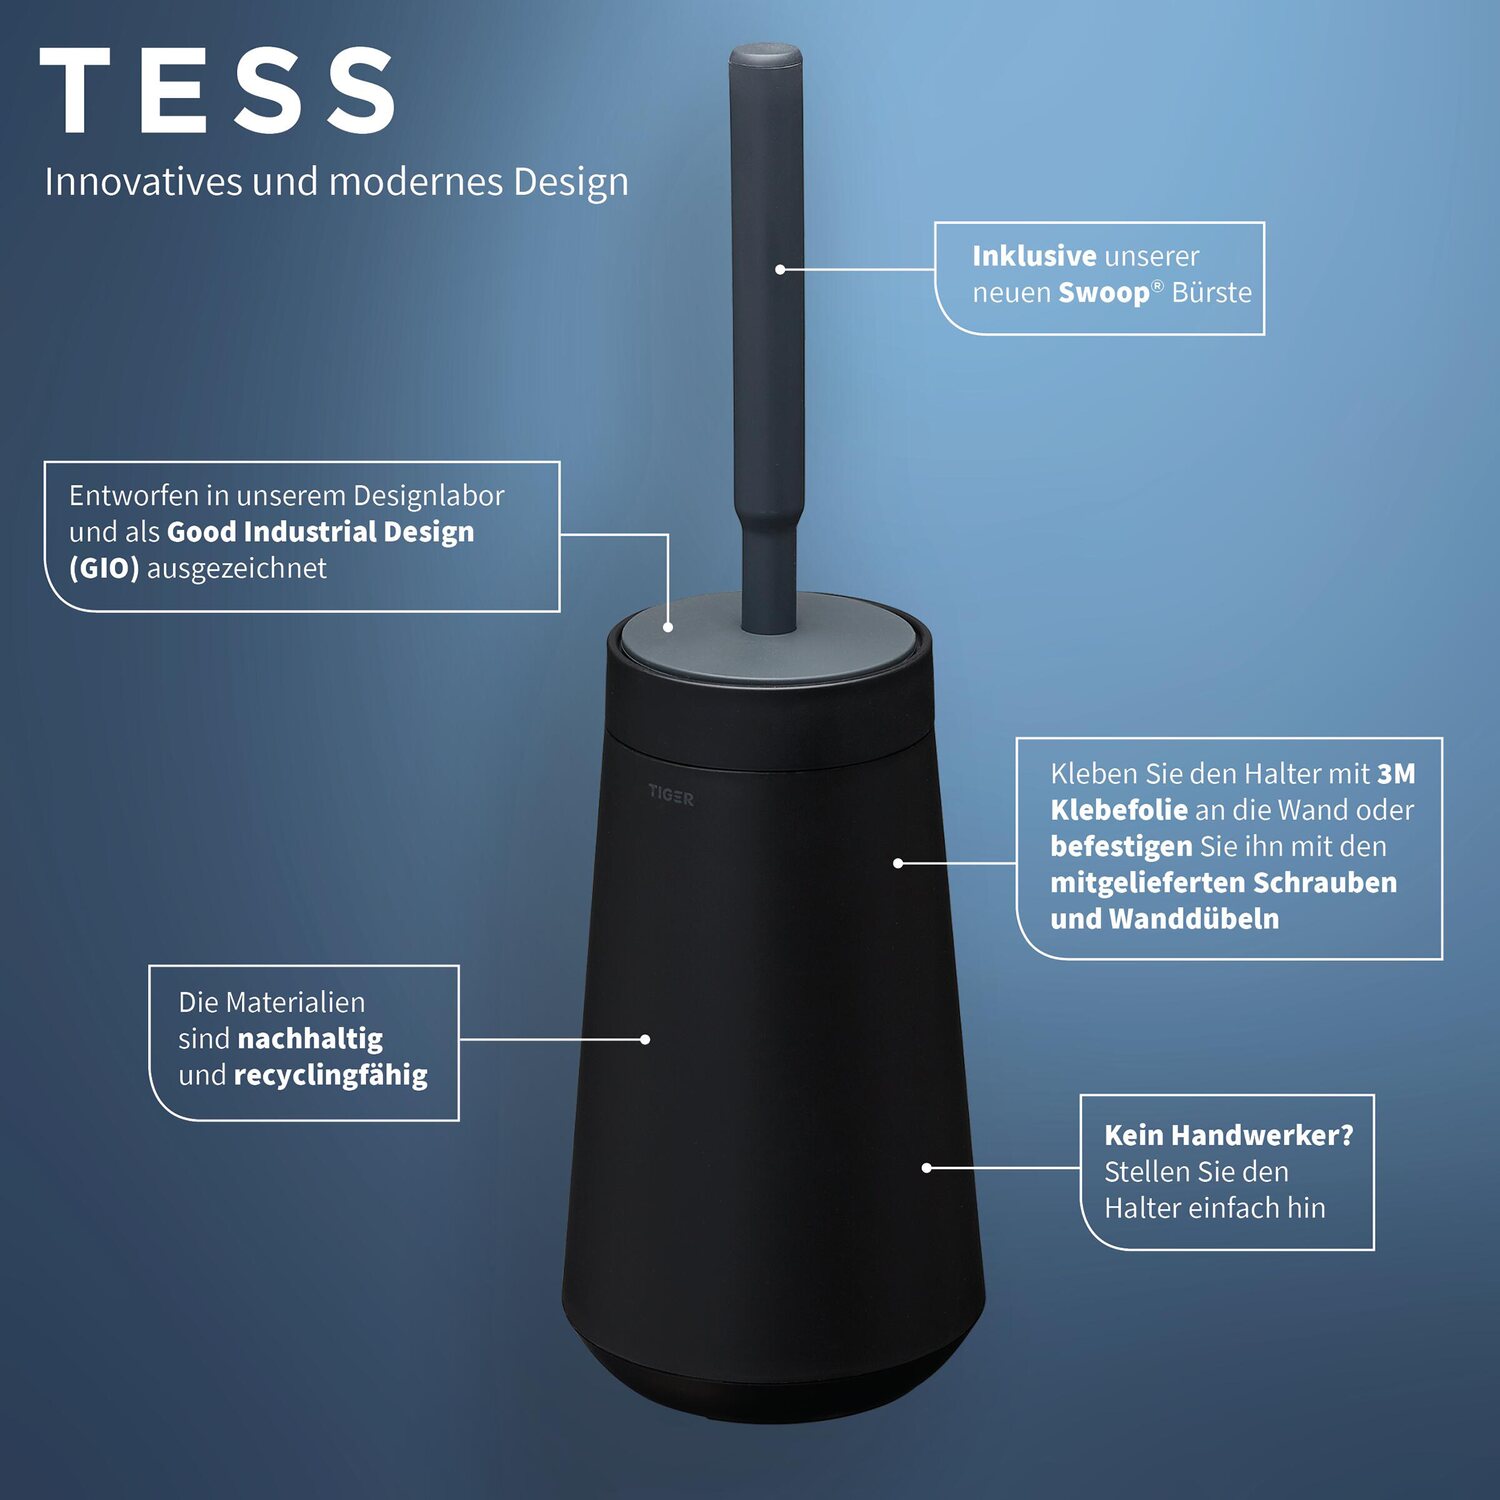 TESS
Innovatives und modernes Design
Inklusive unserer
neuen Swoop® Bürste
Entworfen in unserem Designlabor
und als Good Industrial Design
(GIO) ausgezeichnet
TIGER
Kleben Sie den Halter mit 3M
Klebefolie an die Wand oder
befestigen Sie ihn mit den
mitgelieferten Schrauben
und Wanddübeln
Die Materialien
sind nachhaltig
und recyclingfähig
Kein Handwerker?
Stellen Sie den
Halter einfach hin